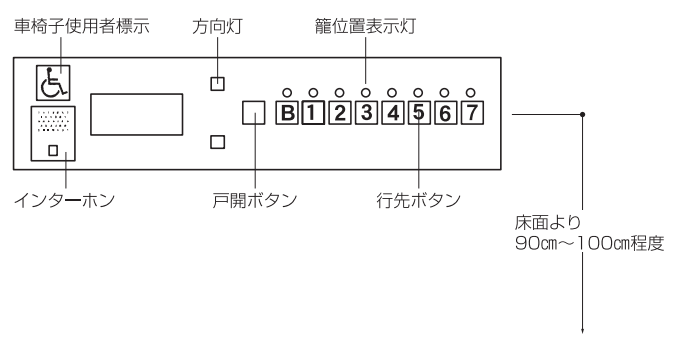 車椅子使用者標示
方向灯
籠位置表示灯
B 1 2 3 4 5 6 7
インターホン
戸開ボタン
行先ボタン
床面より
90㎝～100㎝程度